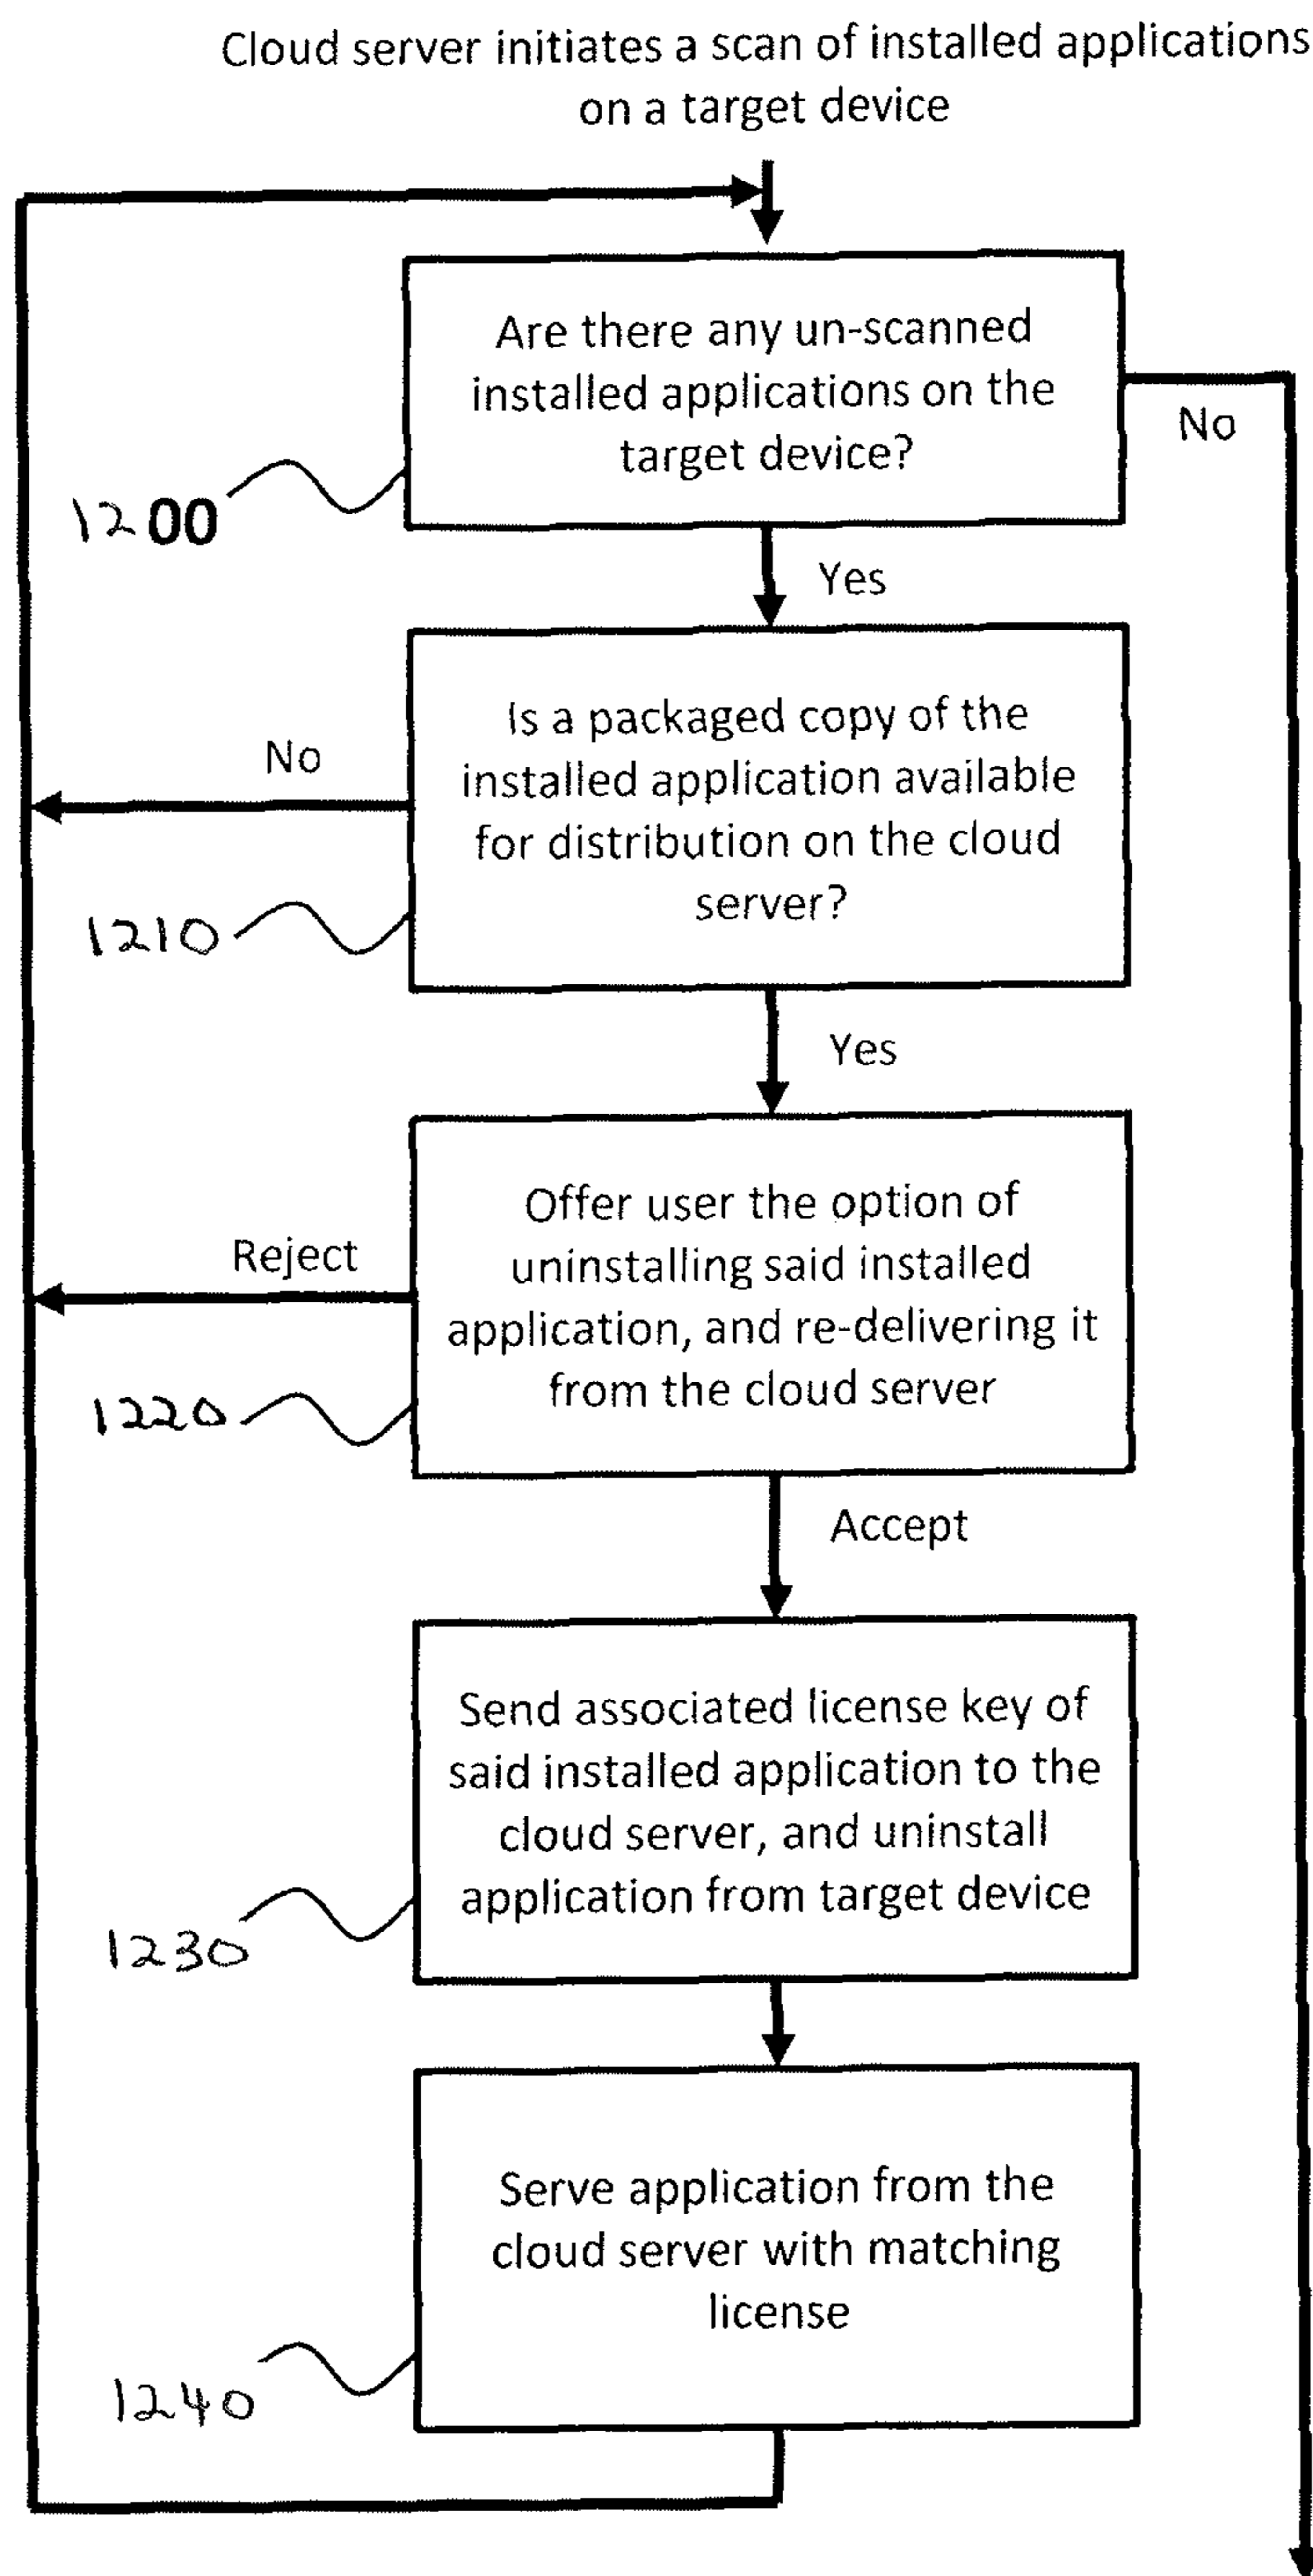 Cloud server initiates a scan of installed applications
on a target device
Are there any un-scanned
installed applications on the
target device?
No
1200
Yes
Is a packaged copy of the
installed application available
for distribution on the cloud
server?
No
1210
Yes
Offer user the option of
uninstalling said installed
application, and re-delivering it
from the cloud server
Reject
1220
Accept
Send associated license key of
said installed application to the
cloud server, and uninstall
application from target device
1230
Serve application from the
cloud server with matching
license
1240